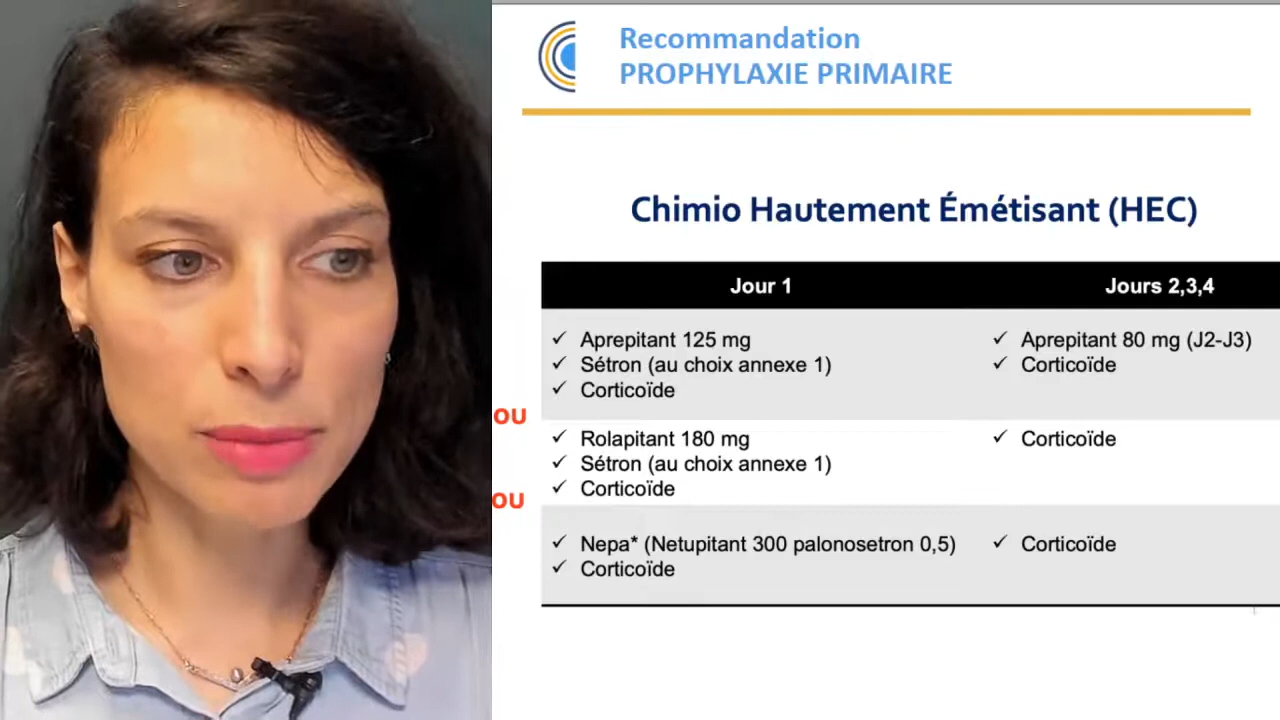 Recommandation
PROPHYLAXIE PRIMAIRE
Chimio Hautement Émétisant (HEC)
Jour 1
Jours 2,3,4
✓ Aprepitant 125 mg
✓ Sétron (au choix annexe 1)
✓ Corticoïde
✓ Aprepitant 80 mg (J2-J3)
✓ Corticoïde
ou
✓ Rolapitant 180 mg
✓ Sétron (au choix annexe 1)
✓ Corticoïde
✓ Corticoïde
ou
✓ Nepa* (Netupitant 300 palonosetron 0,5)
✓ Corticoïde
✓ Corticoïde